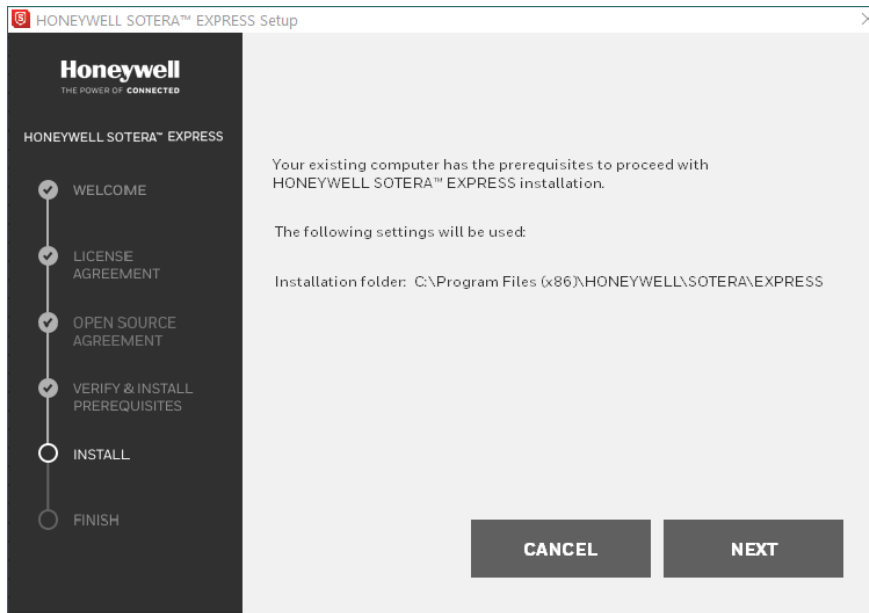 HONEYWELL SOTERA™ EXPRESS Setup
Honeywell
THE POWER OF CONNECTED
HONEYWELL SOTERA™ EXPRESS
WELCOME
LICENSE
AGREEMENT
OPEN SOURCE
AGREEMENT
VERIFY & INSTALL
PREREQUISITES
INSTALL
FINISH
Your existing computer has the prerequisites to proceed with
HONEYWELL SOTERA™ EXPRESS installation.
The following settings will be used:
Installation folder: C:\Program Files (x86)\HONEYWELL\SOTERA\EXPRESS
CANCEL
NEXT